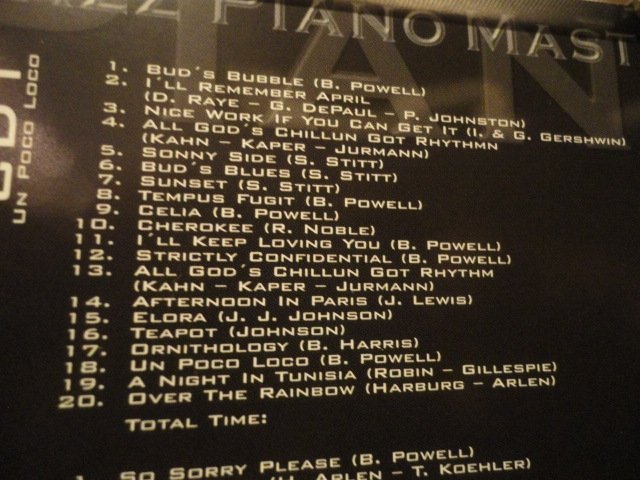 JAZZ PIANO MAST
CD1
UN POCO LOCO
1. BUD'S BUBBLE (B. POWELL)
2. I'LL REMEMBER APRIL
(D. RAYE – G. DEPAUL – P. JOHNSTON)
3. NICE WORK IF YOU CAN GET IT (I. & G. GERSHWIN)
4. ALL GOD'S CHILLUN GOT RHYTHMN
(KAHN – KAPER – JURMANN)
5. SONNY SIDE (S. STITT)
6. BUD'S BLUES (S. STITT)
7. SUNSET (S. STITT)
8. TEMPUS FUGIT (B. POWELL)
9. CELIA (B. POWELL)
10. CHEROKEE (R. NOBLE)
11. I'LL KEEP LOVING YOU (B. POWELL)
12. STRICTLY CONFIDENTIAL (B. POWELL)
13. ALL GOD'S CHILLUN GOT RHYTHM
(KAHN – KAPER – JURMANN)
14. AFTERNOON IN PARIS (J. LEWIS)
15. ELORA (J. J. JOHNSON)
16. TEAPOT (JOHNSON)
17. ORNITHOLOGY (B. HARRIS)
18. UN POCO LOCO (B. POWELL)
19. A NIGHT IN TUNISIA (ROBIN – GILLESPIE)
20. OVER THE RAINBOW (HARBURG – ARLEN)
TOTAL TIME:
1. SO SORRY PLEASE (B. POWELL)
(H. ARLEN – T. KOEHLER)